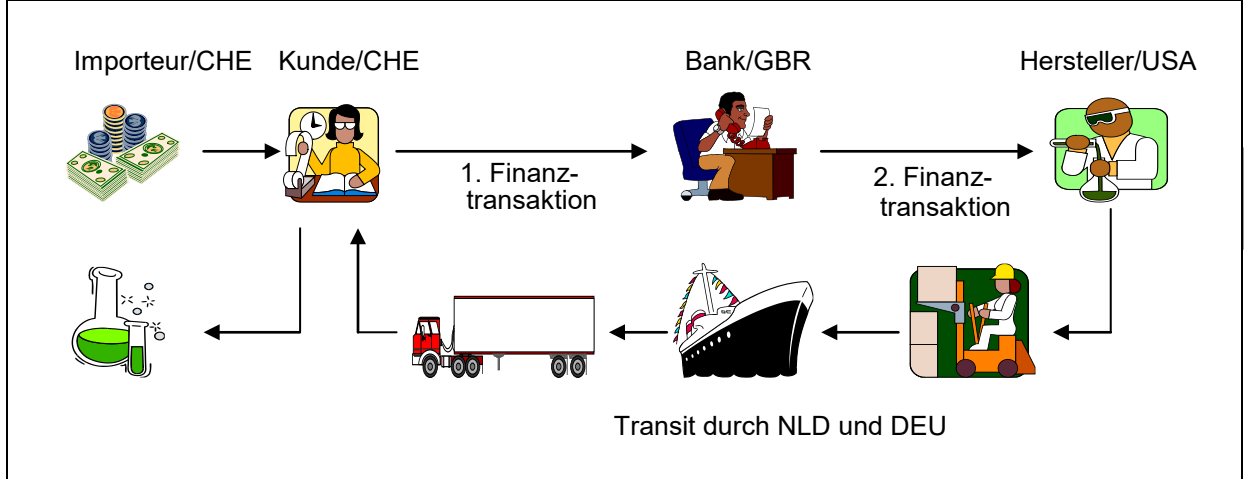 Importeur/CHE
Kunde/CHE
Bank/GBR
Hersteller/USA
1. Finanz-
transaktion
2. Finanz-
transaktion
Transit durch NLD und DEU